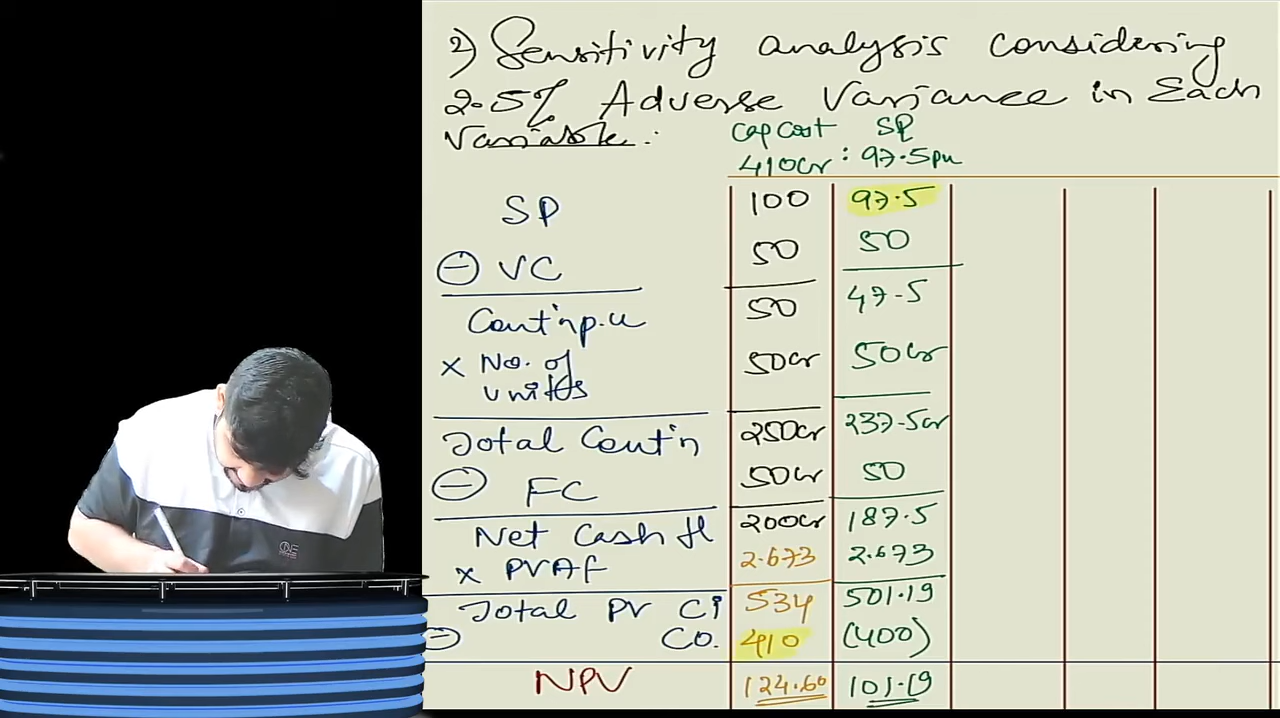 2) Sensitivity analysis considering
2.5% Adverse Variance in Each
Variable:
Cap Cost SP
410Cr : 97.5pu
SP 100 97.5
⊖ VC 50 50
Cont'n p.u 50 47.5
× No. of units 50Cr 50Cr
Total Cont'n 250Cr 237.5Cr
⊖ FC 50Cr 50
Net Cash fl 200Cr 187.5
× PVAF 2.673 2.673
Total PV CI 534 501.19
⊖ CO. 410 (400)
NPV 124.60 101.19